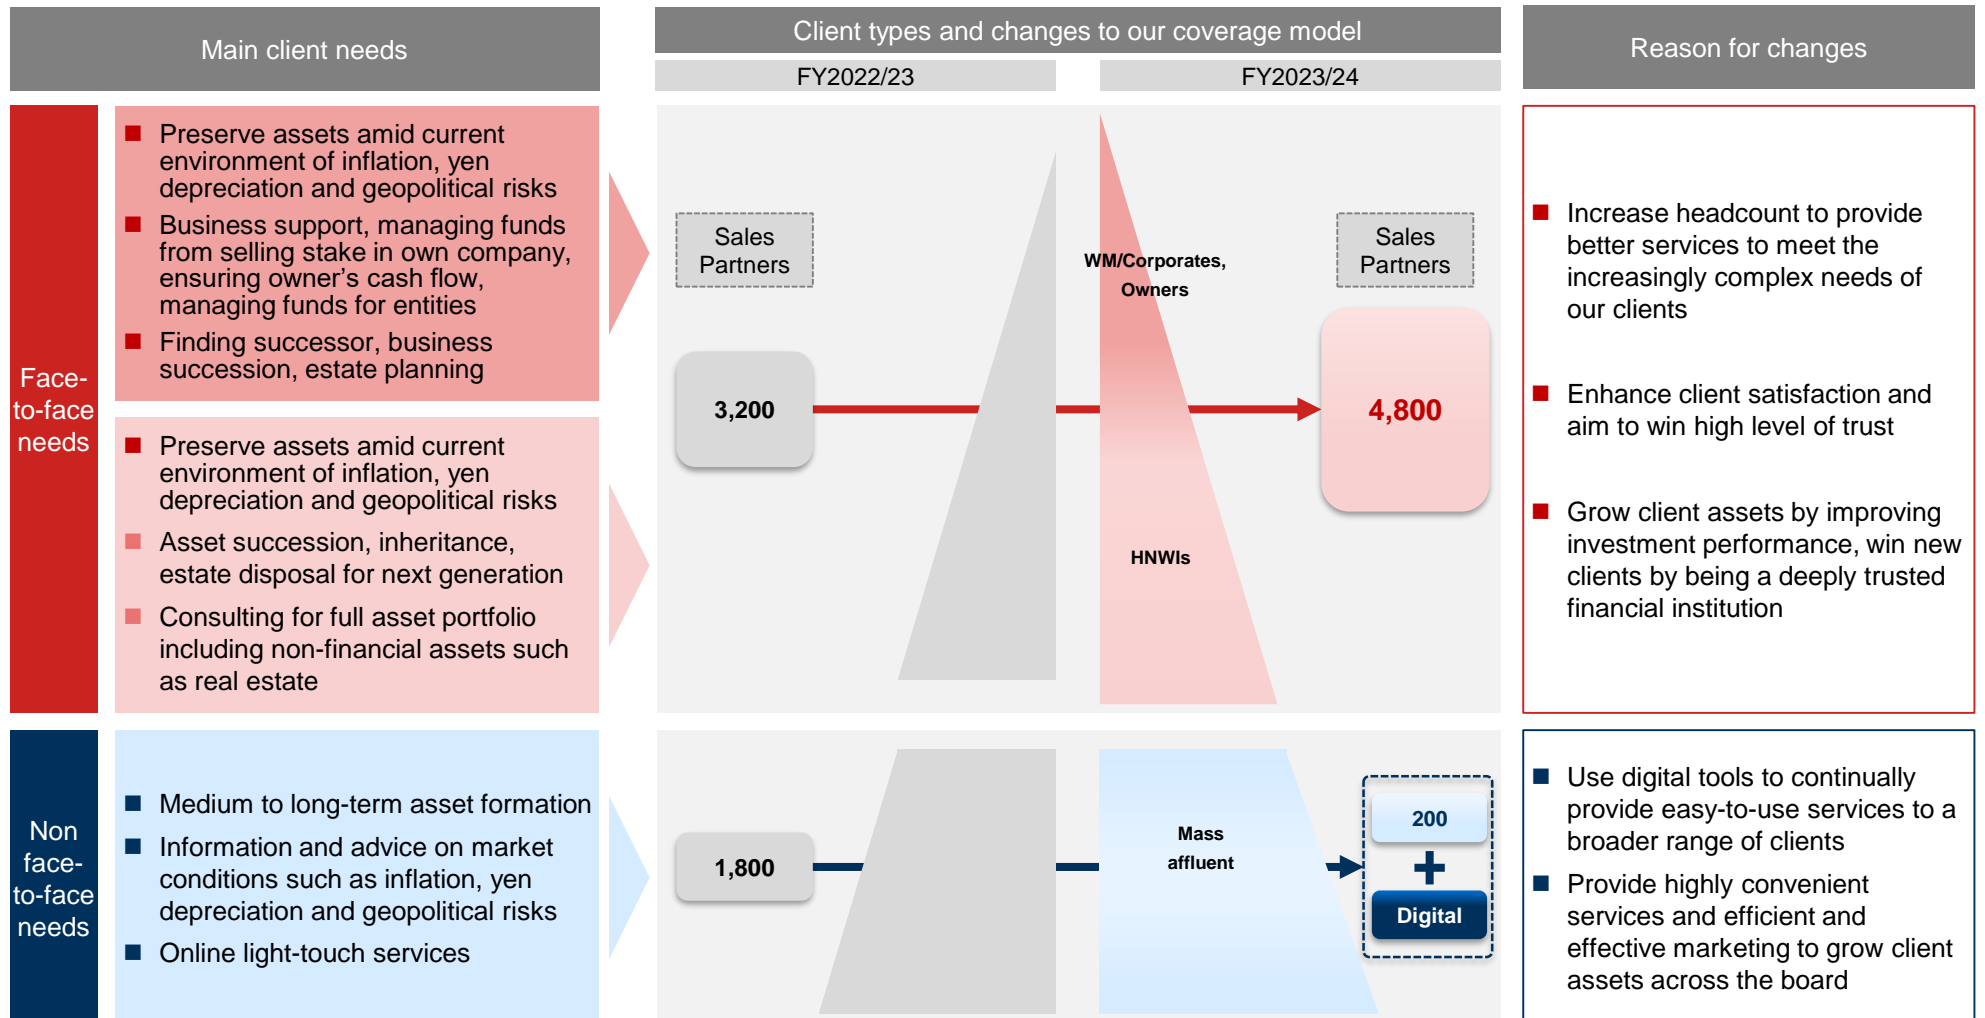 Main client needs
Client types and changes to our coverage model
FY2022/23
FY2023/24
Reason for changes
Face-
to-face
needs
■ Preserve assets amid current
environment of inflation, yen
depreciation and geopolitical risks
■ Business support, managing funds
from selling stake in own company,
ensuring owner’s cash flow,
managing funds for entities
■ Finding successor, business
succession, estate planning
■ Preserve assets amid current
environment of inflation, yen
depreciation and geopolitical risks
■ Asset succession, inheritance,
estate disposal for next generation
■ Consulting for full asset portfolio
including non-financial assets such
as real estate
Sales
Partners
3,200
WM/Corporates,
Owners
HNWIs
Sales
Partners
4,800
■ Increase headcount to provide
better services to meet the
increasingly complex needs of
our clients
■ Enhance client satisfaction and
aim to win high level of trust
■ Grow client assets by improving
investment performance, win new
clients by being a deeply trusted
financial institution
Non
face-
to-face
needs
■ Medium to long-term asset formation
■ Information and advice on market
conditions such as inflation, yen
depreciation and geopolitical risks
■ Online light-touch services
1,800
Mass
affluent
200
+
Digital
■ Use digital tools to continually
provide easy-to-use services to a
broader range of clients
■ Provide highly convenient
services and efficient and
effective marketing to grow client
assets across the board